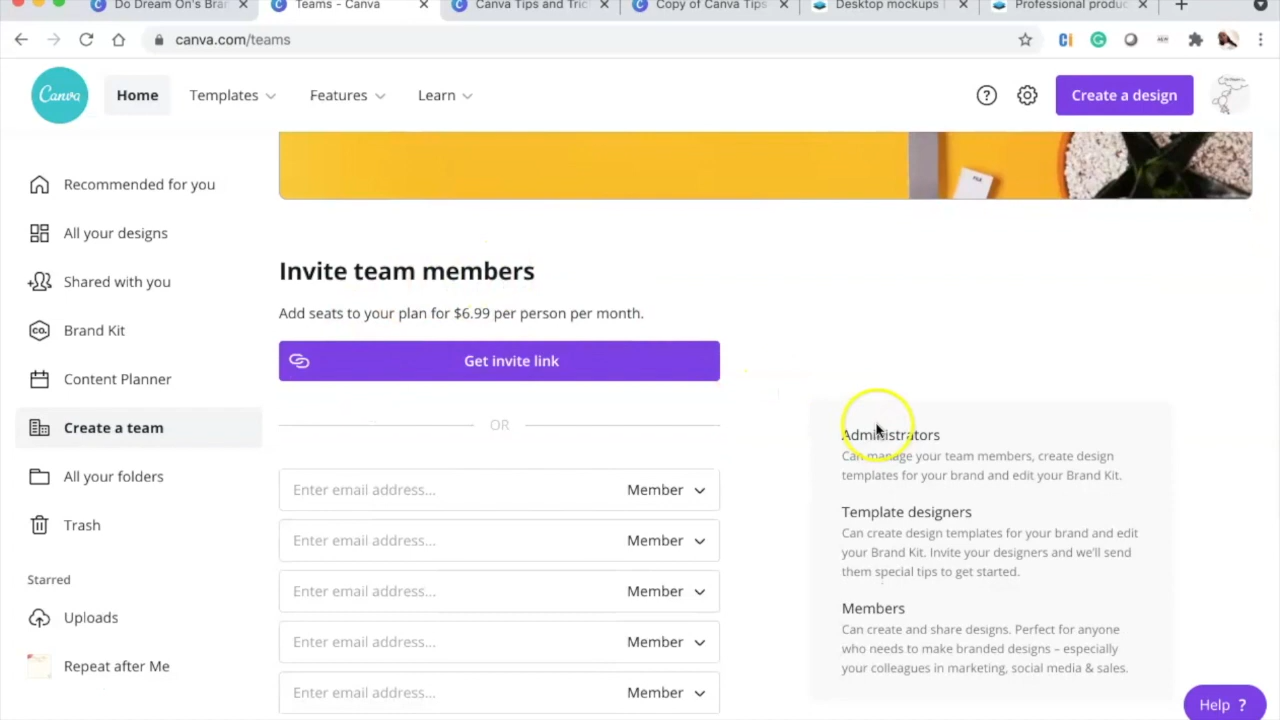 Do Dream On's Bran
Teams - Canva
Canva Tips and Tric
Copy of Canva Tips
Desktop mockups
Professional produc
canva.com/teams
Canva
Home
Templates
Features
Learn
Create a design
Recommended for you
All your designs
Shared with you
CO.
Brand Kit
Content Planner
Create a team
All your folders
Trash
Starred
Uploads
Repeat after Me
Invite team members
Add seats to your plan for $6.99 per person per month.
Get invite link
OR
Enter email address... Member
Enter email address... Member
Enter email address... Member
Enter email address... Member
Enter email address... Member
Administrators
Can manage your team members, create design
templates for your brand and edit your Brand Kit.
Template designers
Can create design templates for your brand and edit
your Brand Kit. Invite your designers and we'll send
them special tips to get started.
Members
Can create and share designs. Perfect for anyone
who needs to make branded designs – especially
your colleagues in marketing, social media & sales.
Help ?